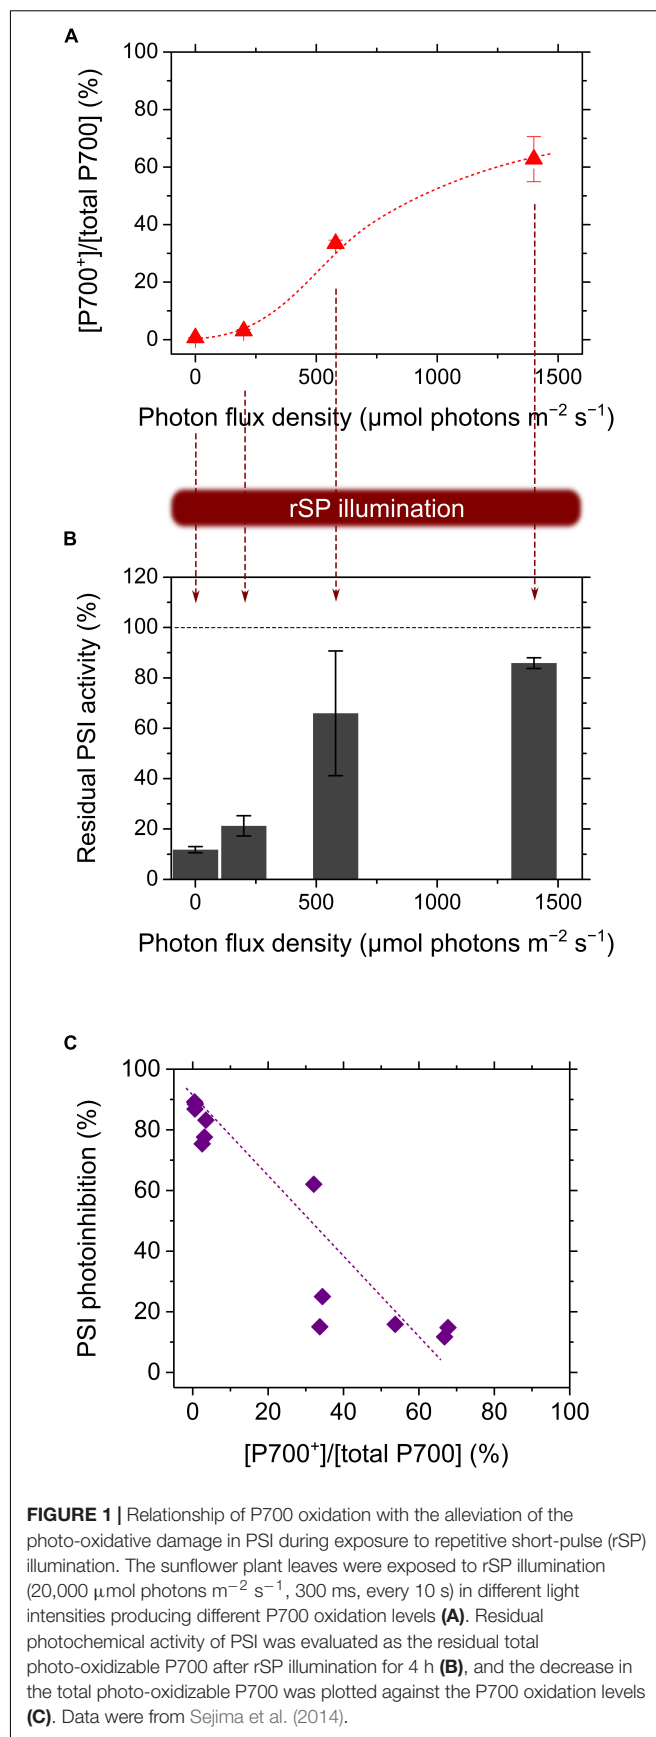 A
[P700⁺]/[total P700] (%)
100
80
60
40
20
0
0 500 1000 1500
Photon flux density (µmol photons m⁻² s⁻¹)
rSP illumination
B
Residual PSI activity (%)
120
100
80
60
40
20
0
0 500 1000 1500
Photon flux density (µmol photons m⁻² s⁻¹)
C
PSI photoinhibition (%)
100
80
60
40
20
0
0 20 40 60 80 100
[P700⁺]/[total P700] (%)
FIGURE 1 | Relationship of P700 oxidation with the alleviation of the
photo-oxidative damage in PSI during exposure to repetitive short-pulse (rSP)
illumination. The sunflower plant leaves were exposed to rSP illumination
(20,000 µmol photons m⁻² s⁻¹, 300 ms, every 10 s) in different light
intensities producing different P700 oxidation levels (A). Residual
photochemical activity of PSI was evaluated as the residual total
photo-oxidizable P700 after rSP illumination for 4 h (B), and the decrease in
the total photo-oxidizable P700 was plotted against the P700 oxidation levels
(C). Data were from Sejima et al. (2014).